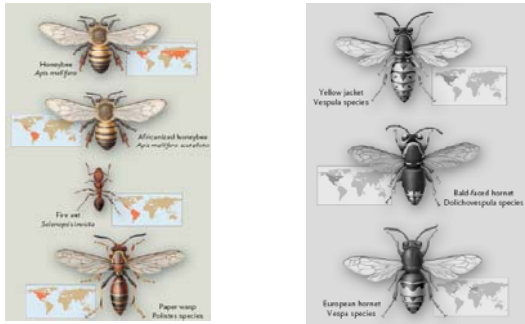 Honeybee
Apis mellifera
Africanized honeybee
Apis mellifera scutellata
Fire ant
Solenopsis invicta
Paper wasp
Polistes species
Yellow jacket
Vespula species
Bald-faced hornet
Dolichovespula species
European hornet
Vespa species